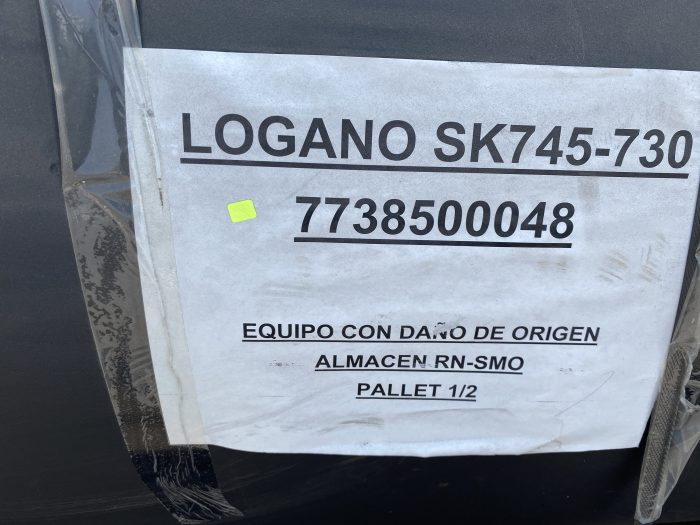 LOGANO SK745-730
7738500048
EQUIPO CON DAÑO DE ORIGEN
ALMACEN RN-SMO
PALLET 1/2